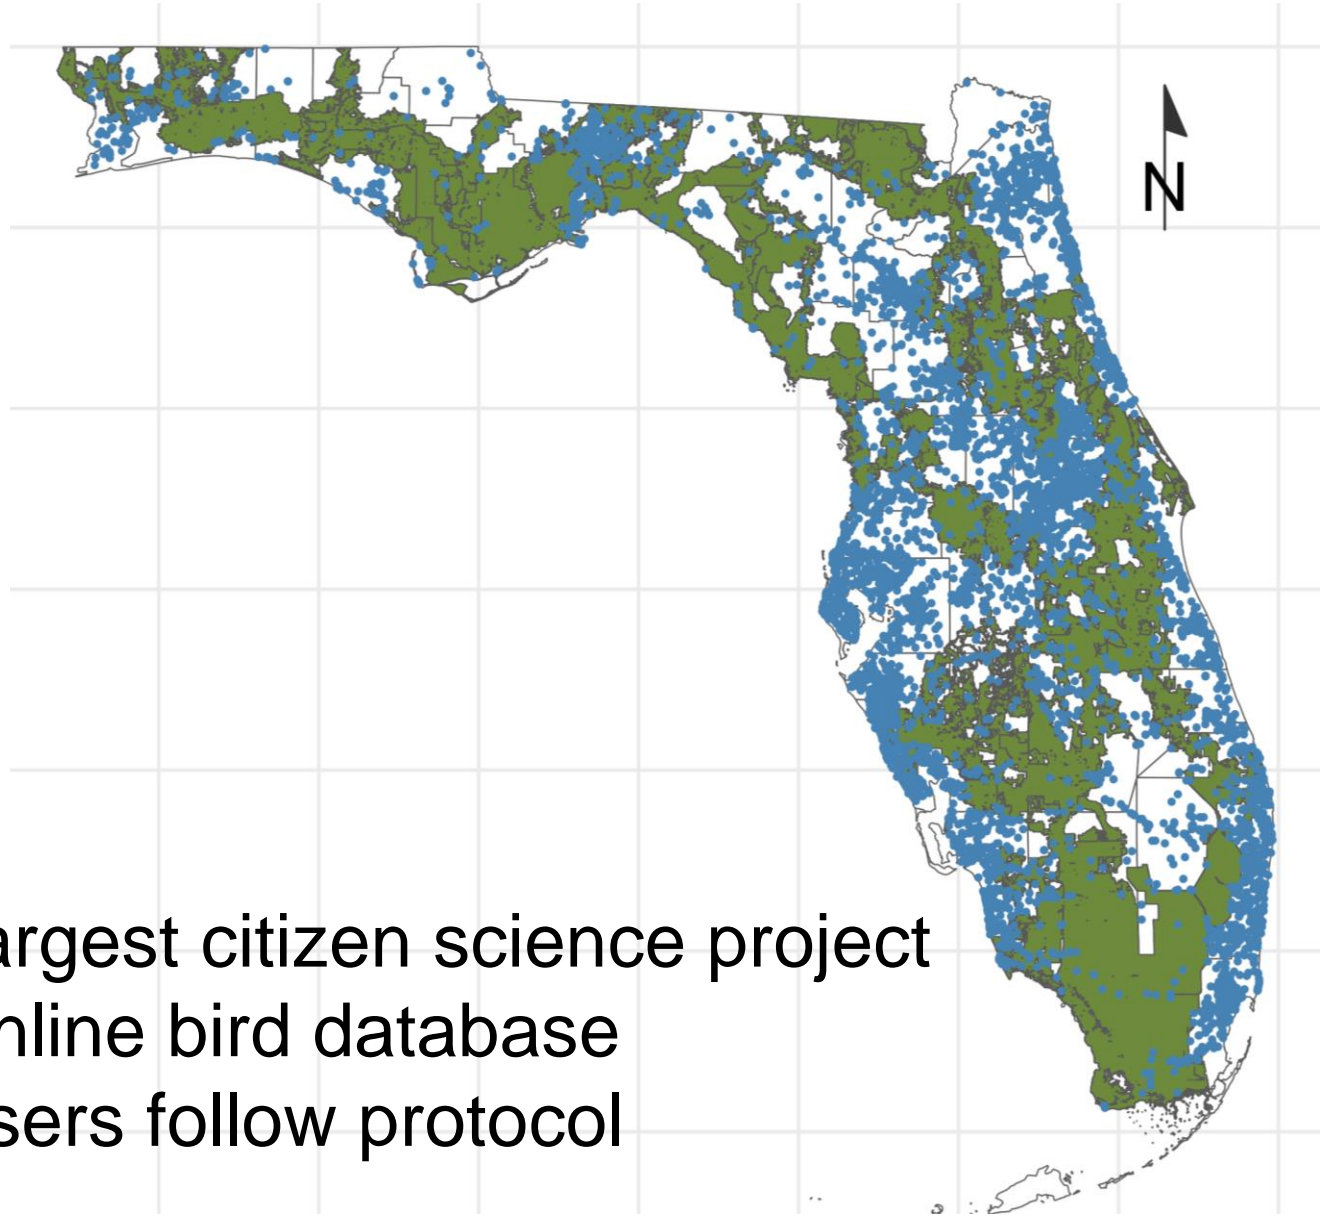 N
argest citizen science project
nline bird database
sers follow protocol